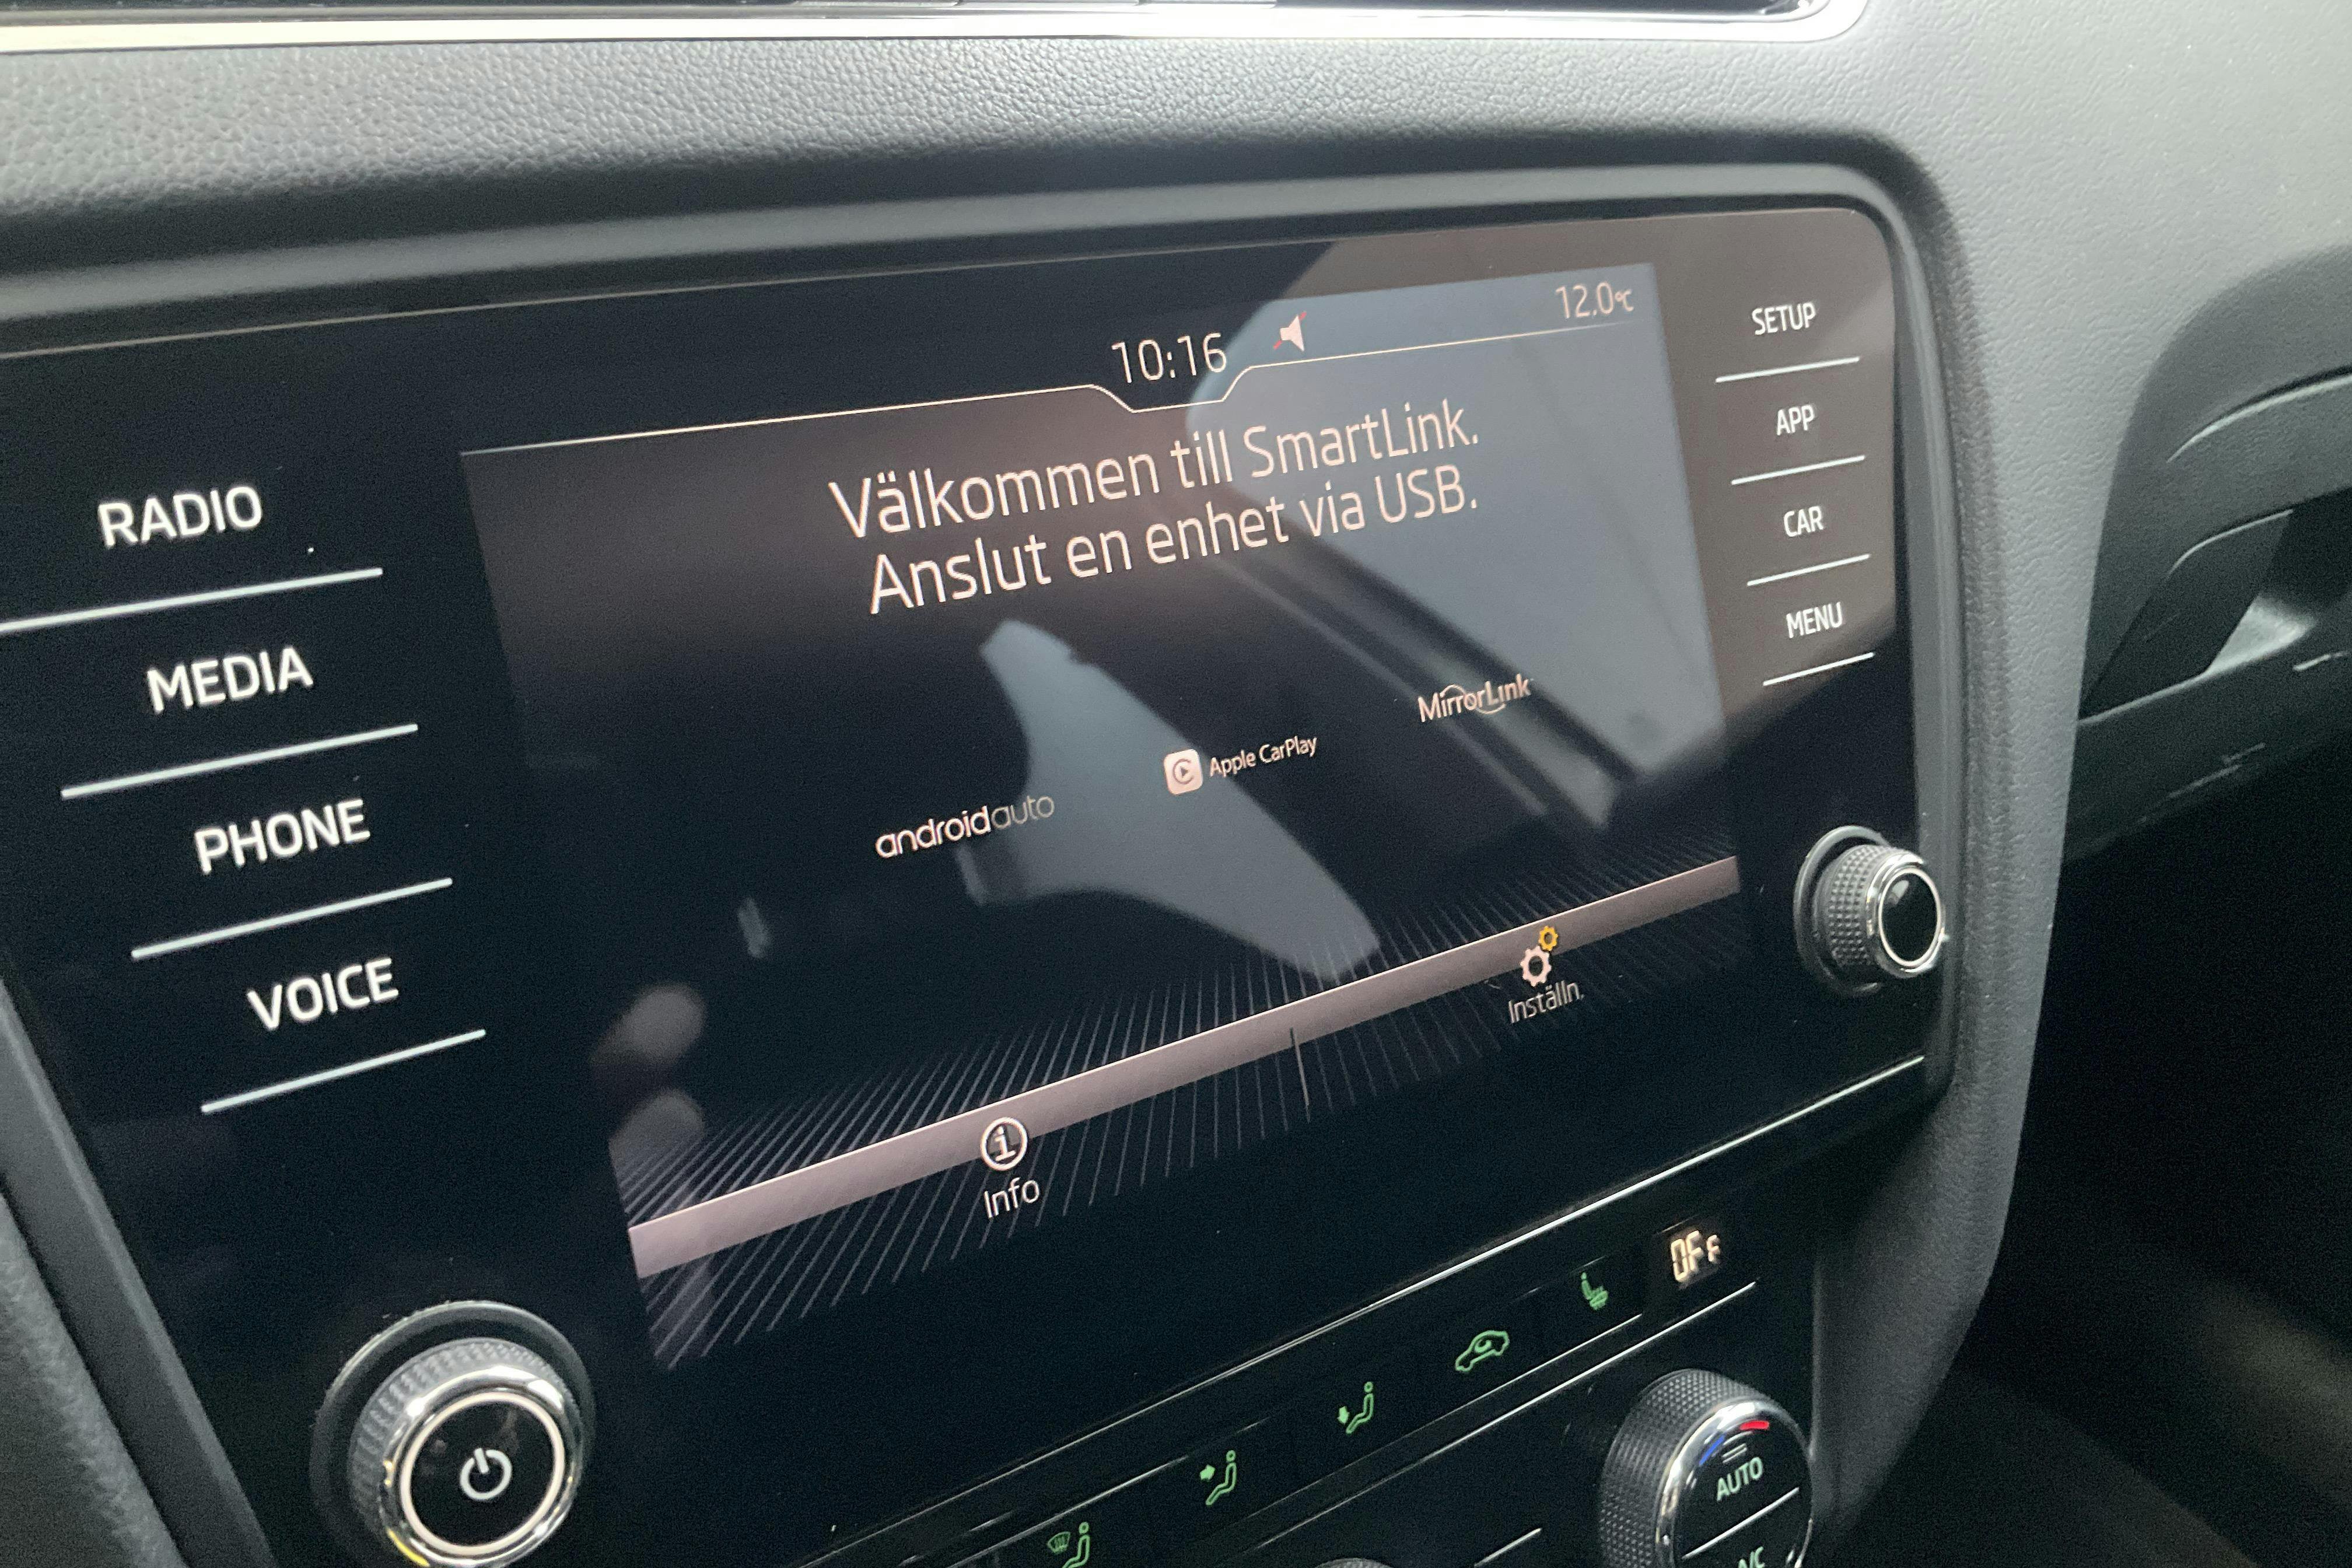 10:16
12.0°C
Välkommen till SmartLink.
Anslut en enhet via USB.
RADIO
MEDIA
PHONE
VOICE
SETUP
APP
CAR
MENU
androidauto
Apple CarPlay
MirrorLink
Info
Inställn.
OFF
AUTO
A/C